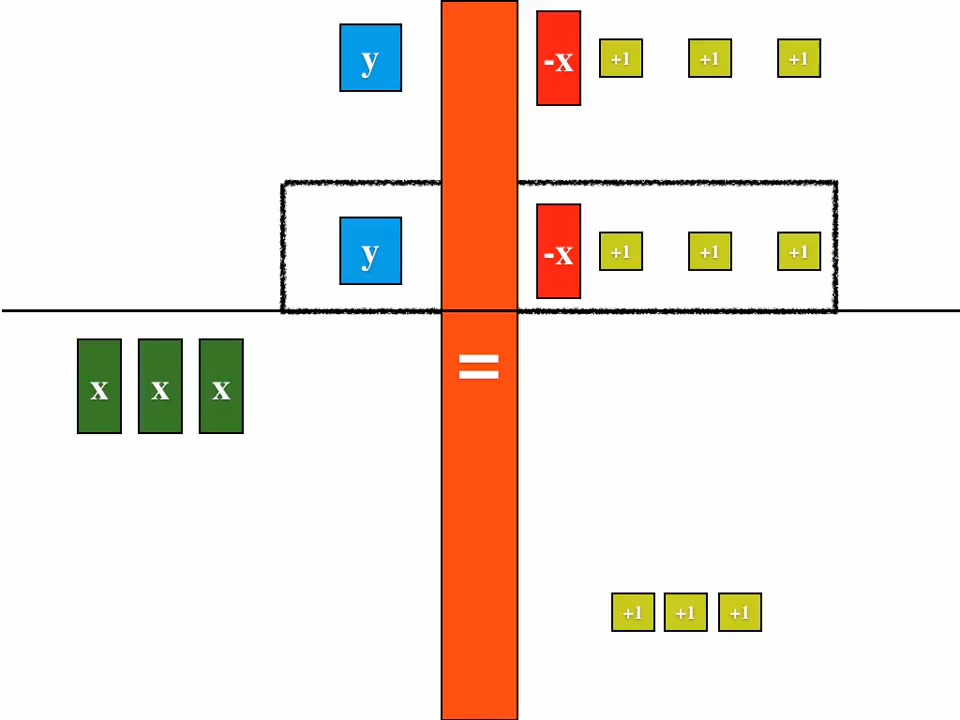 y -x +1 +1 +1
y -x +1 +1 +1
=
x x x
+1 +1 +1